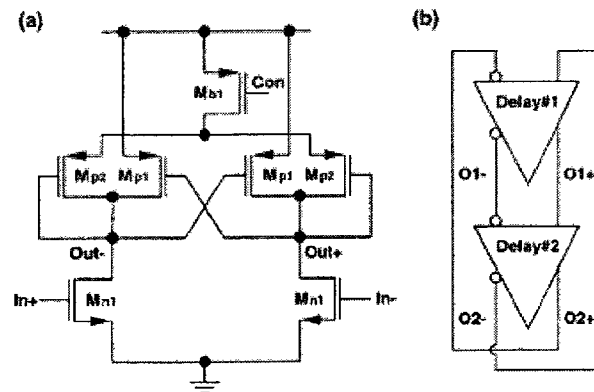 (a)
(b)
Con
Mb1
Mp2 Mp1 Mp1 Mp2
Out- Out+
In+ Mn1 Mn1 In-
Delay#1
O1- O1+
Delay#2
O2- O2+